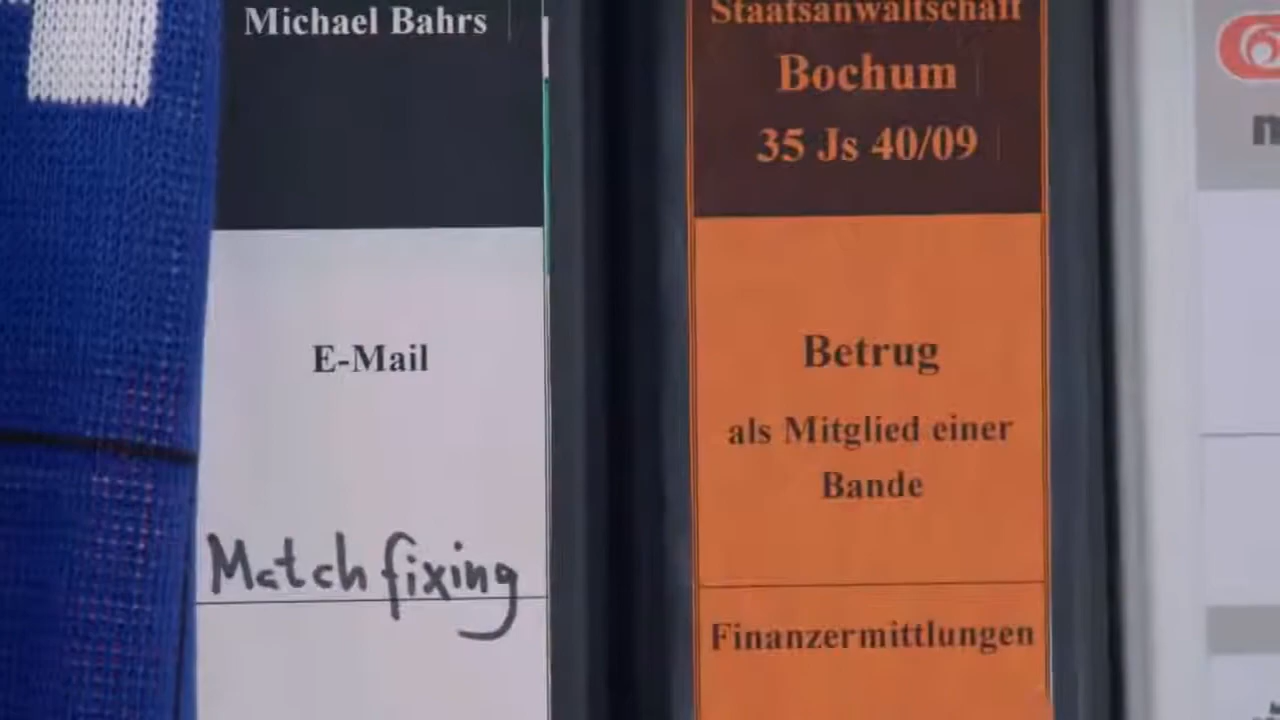 Michael Bahrs
E-Mail
Match fixing
Staatsanwaltschaft
Bochum
35 Js 40/09
Betrug
als Mitglied einer
Bande
Finanzermittlungen